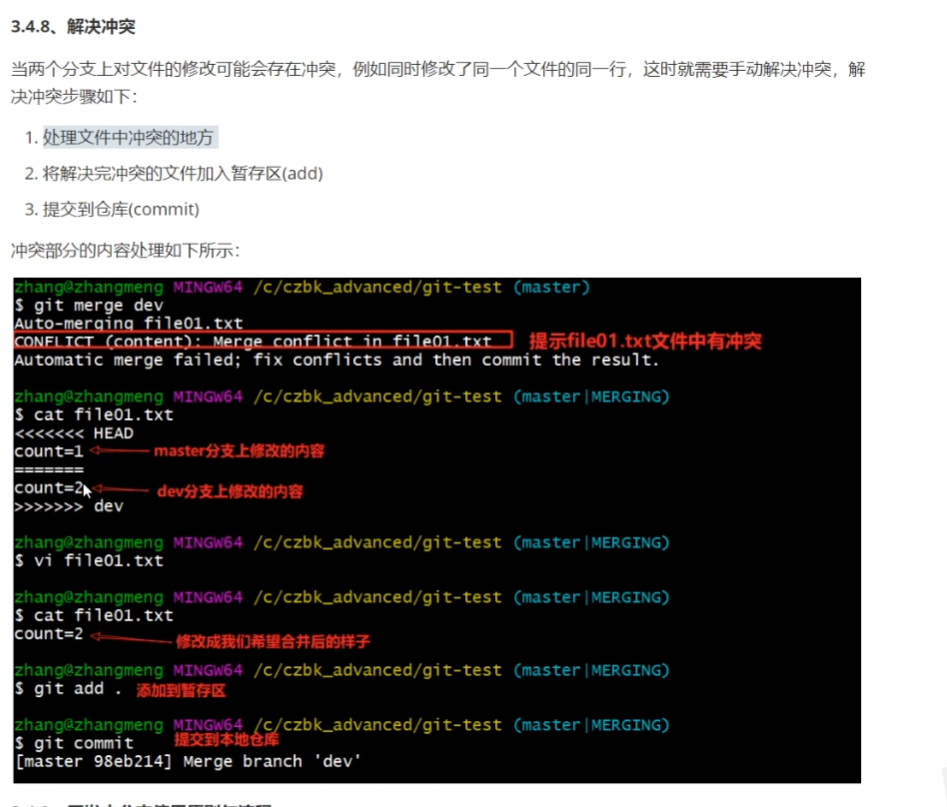 3.4.8、解决冲突
当两个分支上对文件的修改可能会存在冲突，例如同时修改了同一个文件的同一行，这时就需要手动解决冲突，解
决冲突步骤如下：
1. 处理文件中冲突的地方
2. 将解决完冲突的文件加入暂存区(add)
3. 提交到仓库(commit)
冲突部分的内容处理如下所示：
zhang@zhangmeng MINGW64 /c/czbk_advanced/git-test (master)
$ git merge dev
Auto-merging file01.txt
CONFLICT (content): Merge conflict in file01.txt 提示file01.txt文件中有冲突
Automatic merge failed; fix conflicts and then commit the result.
zhang@zhangmeng MINGW64 /c/czbk_advanced/git-test (master|MERGING)
$ cat file01.txt
<<<<<<< HEAD
count=1 master分支上修改的内容
=======
count=2 dev分支上修改的内容
>>>>>>> dev
zhang@zhangmeng MINGW64 /c/czbk_advanced/git-test (master|MERGING)
$ vi file01.txt
zhang@zhangmeng MINGW64 /c/czbk_advanced/git-test (master|MERGING)
$ cat file01.txt
count=2 修改成我们希望合并后的样子
zhang@zhangmeng MINGW64 /c/czbk_advanced/git-test (master|MERGING)
$ git add . 添加到暂存区
zhang@zhangmeng MINGW64 /c/czbk_advanced/git-test (master|MERGING)
$ git commit 提交到本地仓库
[master 98eb214] Merge branch 'dev'